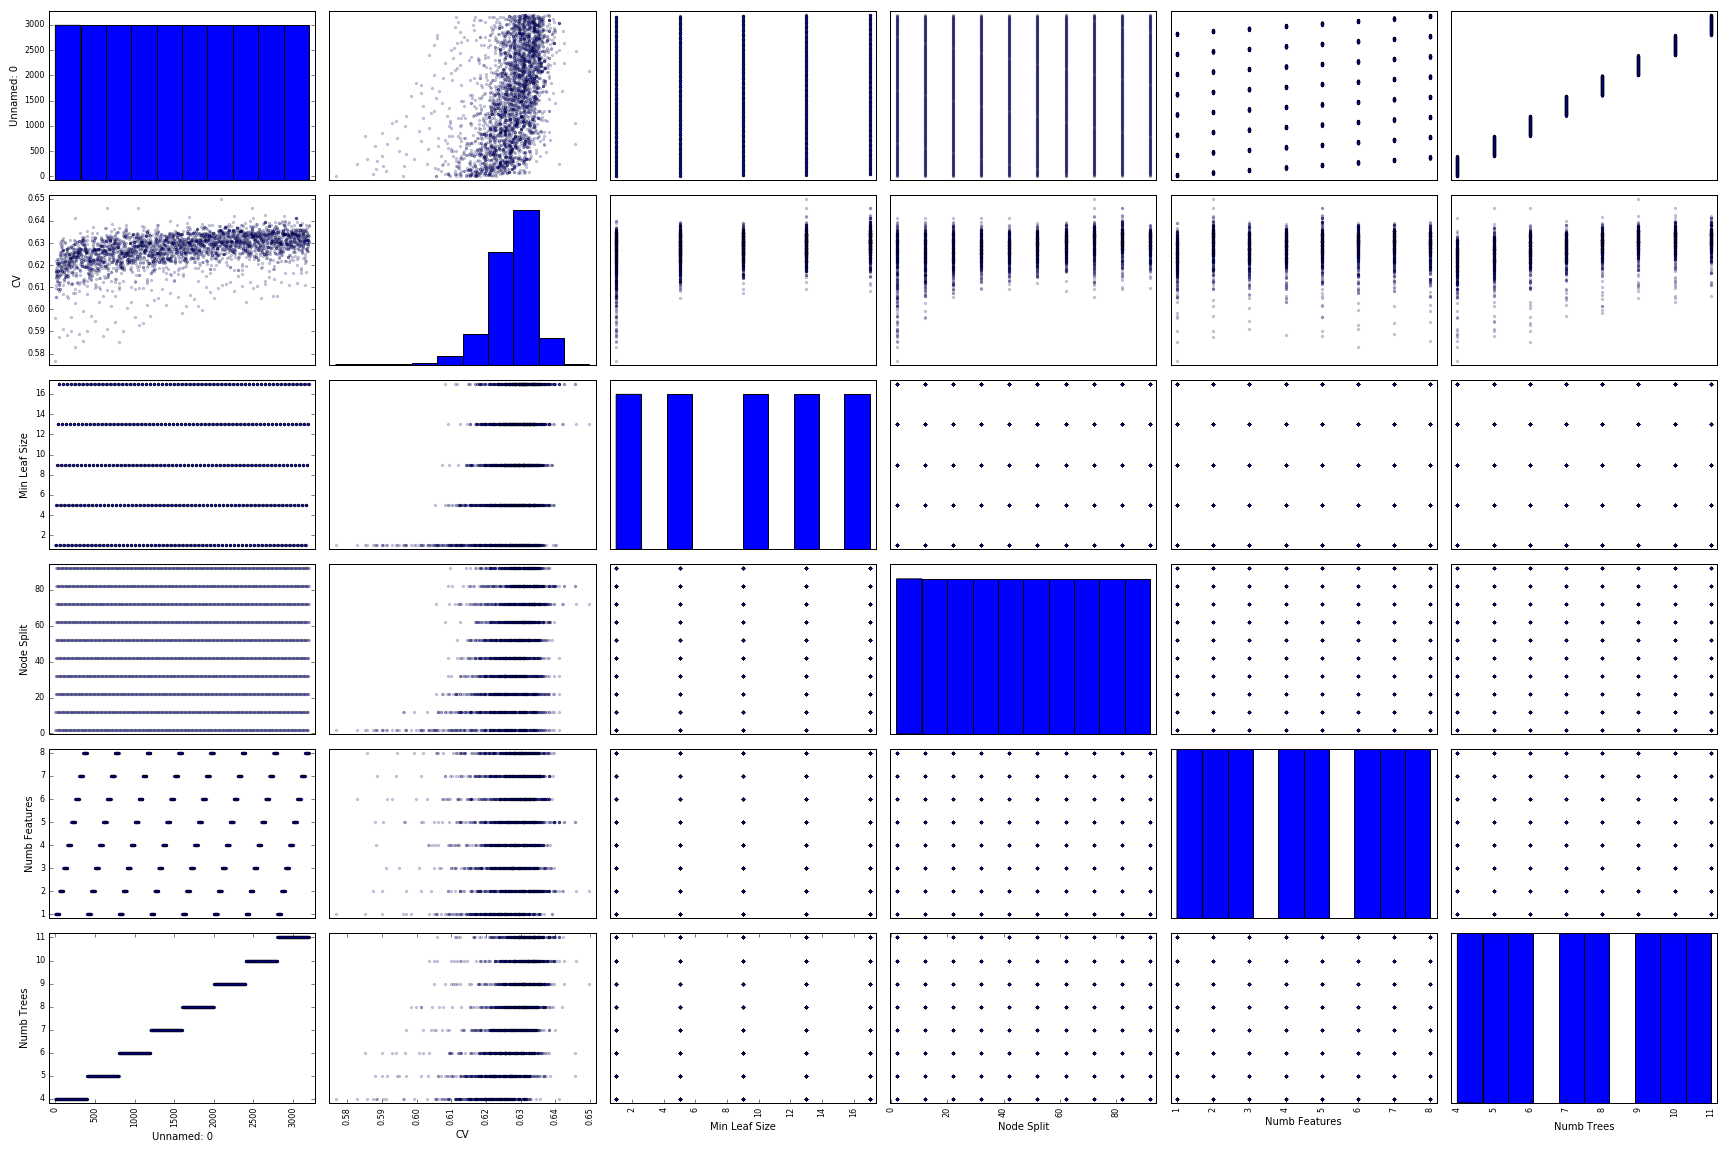 3000
2500
2000
1500
1000
500
0
Unnamed: 0
0.65
0.64
0.63
0.62
0.61
0.60
0.59
0.58
CV
16
14
12
10
8
6
4
2
Min Leaf Size
80
60
40
20
0
Node Split
8
7
6
5
4
3
2
1
Numb Features
11
10
9
8
7
6
5
4
Numb Trees
0 500 1000 1500 2000 2500 3000
Unnamed: 0
0.58 0.59 0.60 0.61 0.62 0.63 0.64 0.65
CV
2 4 6 8 10 12 14 16
Min Leaf Size
0 20 40 60 80
Node Split
1 2 3 4 5 6 7 8
Numb Features
4 5 6 7 8 9 10 11
Numb Trees